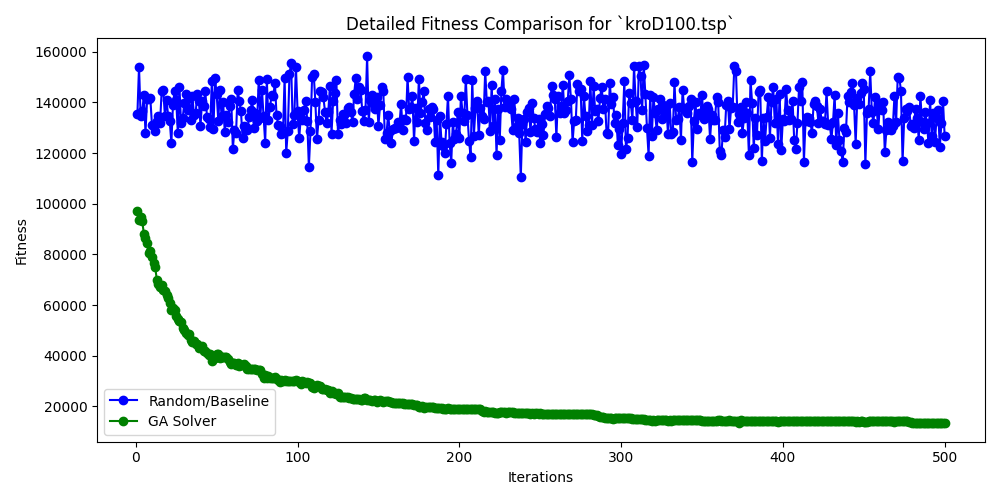 Detailed Fitness Comparison for `kroD100.tsp`
160000
140000
120000
100000
80000
60000
40000
20000
Fitness
Random/Baseline
GA Solver
0
100
200
300
400
500
Iterations